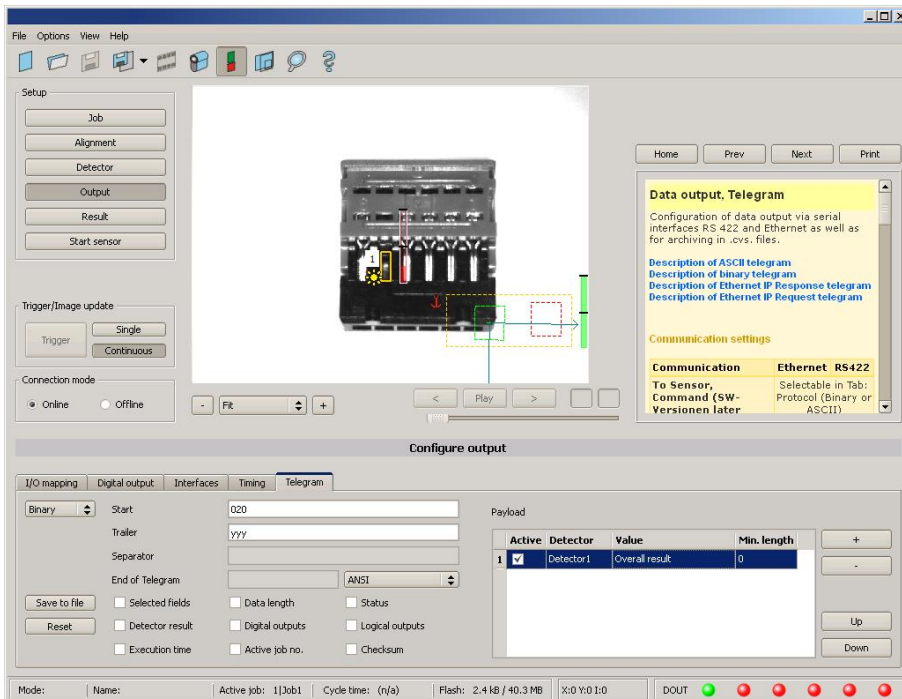 File Options View Help
Setup
Job
Alignment
Detector
Output
Result
Start sensor
Trigger/Image update
Trigger
Single
Continuous
Connection mode
Online Offline
- Fit +
< Play >
1
Home Prev Next Print
Data output, Telegram
Configuration of data output via serial
interfaces RS 422 and Ethernet as well as
for archiving in .cvs. files.
Description of ASCII telegram
Description of binary telegram
Description of Ethernet IP Response telegram
Description of Ethernet IP Request telegram
Communication settings
Communication Ethernet RS422
To Sensor, Selectable in Tab:
Command (SW- Protocol (Binary or
Versionen later ASCII)
Configure output
I/O mapping Digital output Interfaces Timing Telegram
Binary Start 020
Trailer yyy
Separator
End of Telegram ANSI
Save to file Selected fields Data length Status
Reset Detector result Digital outputs Logical outputs
Execution time Active job no. Checksum
Payload
Active Detector Value Min. length
1 Detector1 Overall result 0
+
-
Up
Down
Mode: Name: Active job: 1|Job1 Cycle time: (n/a) Flash: 2.4 kB / 40.3 MB X:0 Y:0 I:0 DOUT